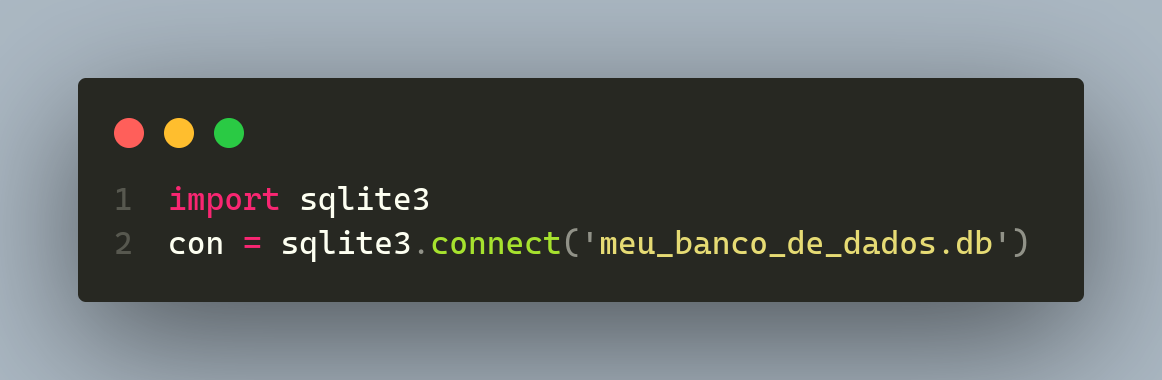 1 import sqlite3
2 con = sqlite3.connect('meu_banco_de_dados.db')